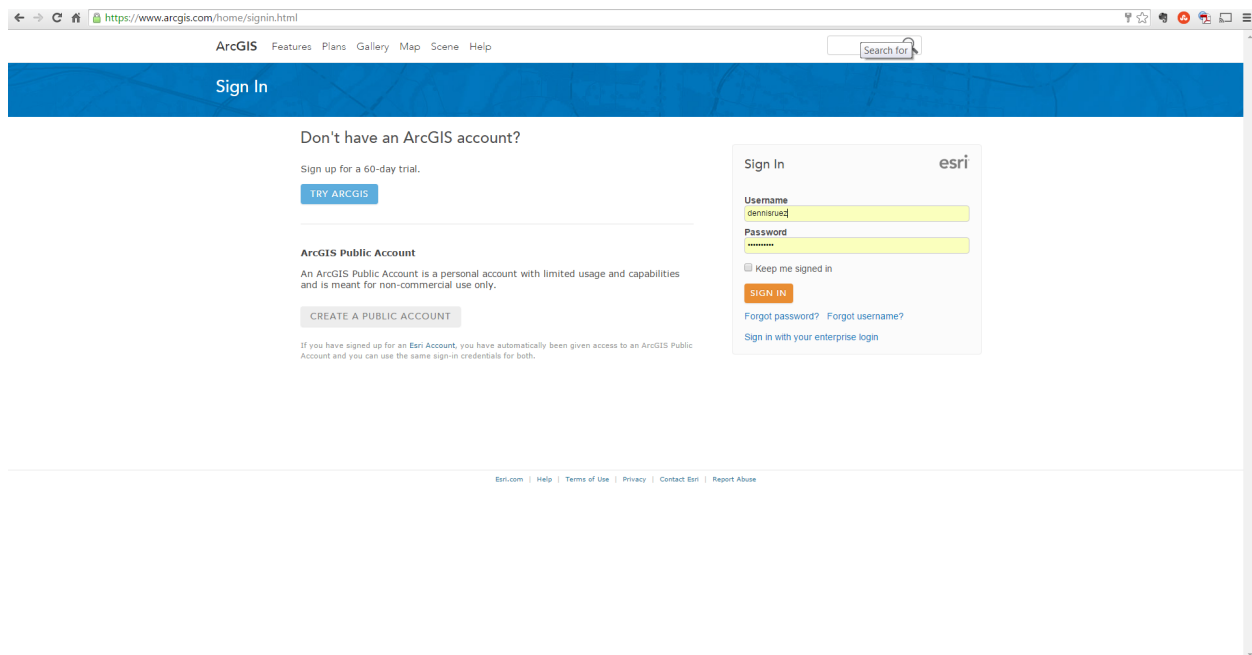 https://www.arcgis.com/home/signin.html
ArcGIS Features Plans Gallery Map Scene Help
Search for
Sign In
Don't have an ArcGIS account?
Sign up for a 60-day trial.
TRY ARCGIS
ArcGIS Public Account
An ArcGIS Public Account is a personal account with limited usage and capabilities
and is meant for non-commercial use only.
CREATE A PUBLIC ACCOUNT
If you have signed up for an Esri Account, you have automatically been given access to an ArcGIS Public
Account and you can use the same sign-in credentials for both.
Sign In esri
Username
dennisruez
Password
••••••••••
Keep me signed in
SIGN IN
Forgot password? Forgot username?
Sign in with your enterprise login
Esri.com | Help | Terms of Use | Privacy | Contact Esri | Report Abuse